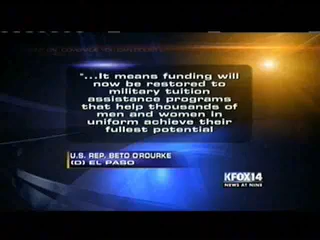 "...It means funding will
now be restored to
military tuition
assistance programs
that help thousands of
men and women in
uniform achieve their
fullest potential
U.S. REP. BETO O'ROURKE
(D) EL PASO
KFOX14
NEWS AT NINE